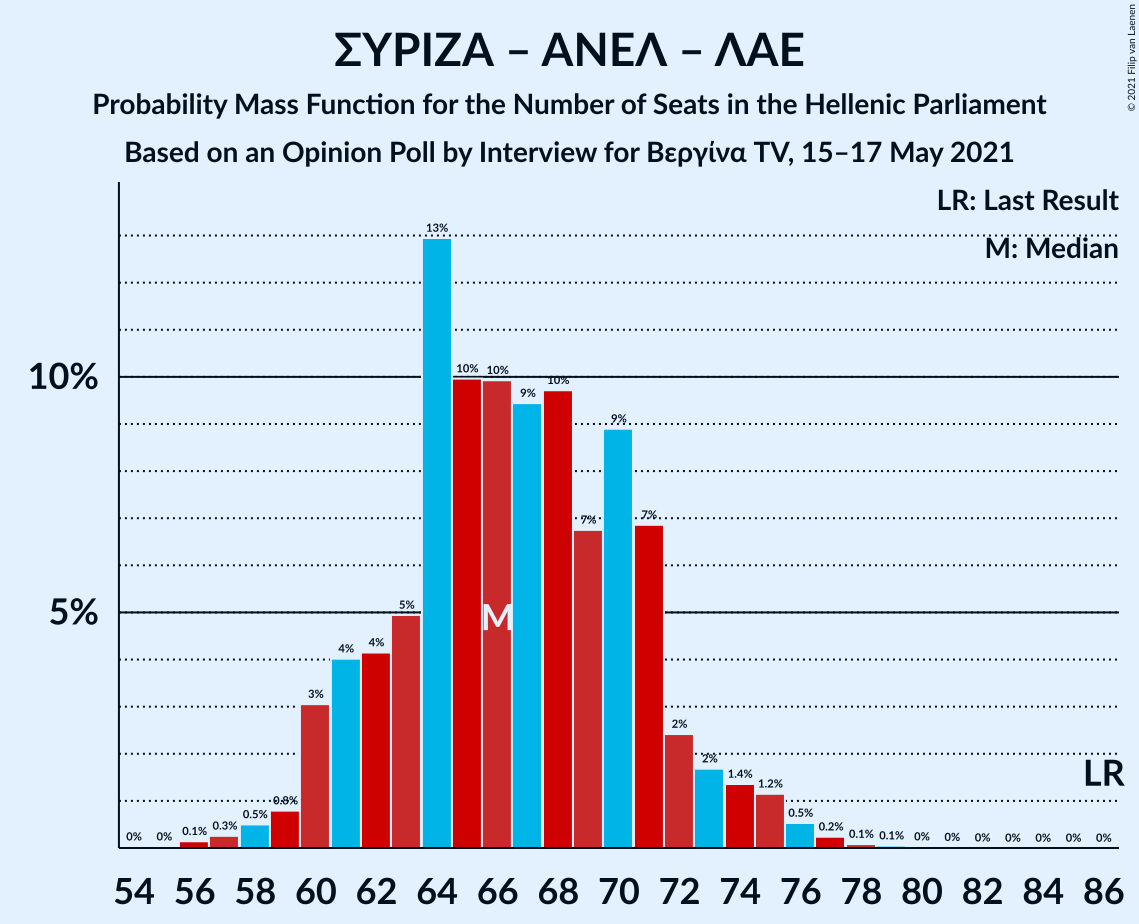 ΣΥΡΙΖΑ – ΑΝΕΛ – ΛΑΕ
Probability Mass Function for the Number of Seats in the Hellenic Parliament
Based on an Opinion Poll by Interview for Βεργίνα TV, 15–17 May 2021
© 2021 Filip van Laenen
LR: Last Result
M: Median
10%
5%
0% 0% 0.1% 0.3% 0.5% 0.8% 3% 4% 4% 5% 13% 10% 10% 9% 10% 7% 9% 7% 2% 2% 1.4% 1.2% 0.5% 0.2% 0.1% 0.1% 0% 0% 0% 0% 0% 0% 0%
M
LR
54 56 58 60 62 64 66 68 70 72 74 76 78 80 82 84 86